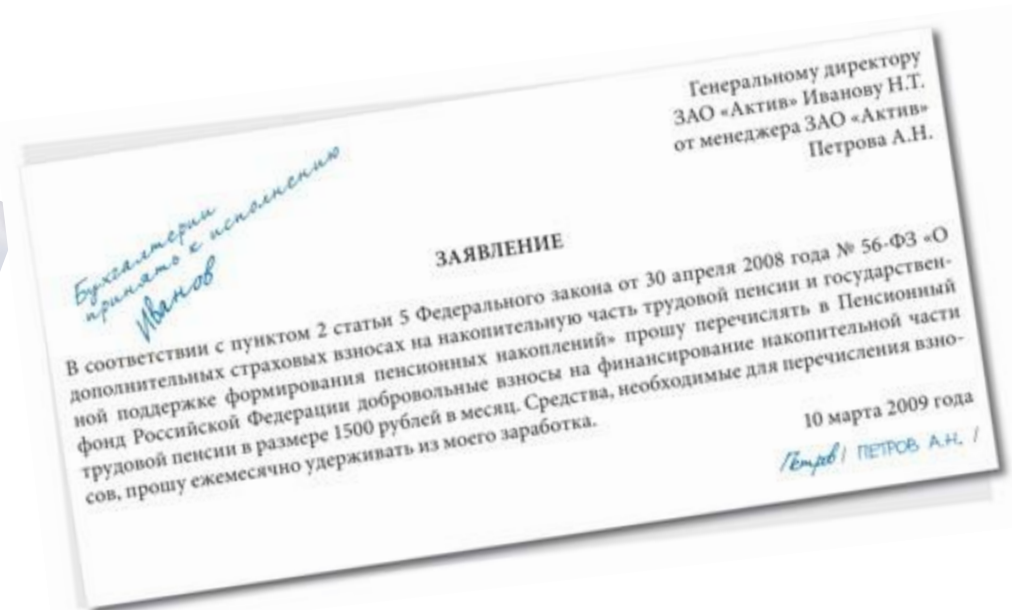 Генеральному директору
ЗАО «Актив» Иванову Н.Т.
от менеджера ЗАО «Актив»
Петрова А.Н.
Бухгалтерии
принять к исполнению
Иванов
ЗАЯВЛЕНИЕ
В соответствии с пунктом 2 статьи 5 Федерального закона от 30 апреля 2008 года № 56-ФЗ «О
дополнительных страховых взносах на накопительную часть трудовой пенсии и государствен-
ной поддержке формирования пенсионных накоплений» прошу перечислять в Пенсионный
фонд Российской Федерации добровольные взносы на финансирование накопительной части
трудовой пенсии в размере 1500 рублей в месяц. Средства, необходимые для перечисления взно-
сов, прошу ежемесячно удерживать из моего заработка.
10 марта 2009 года
Петров / ПЕТРОВ А.Н. /